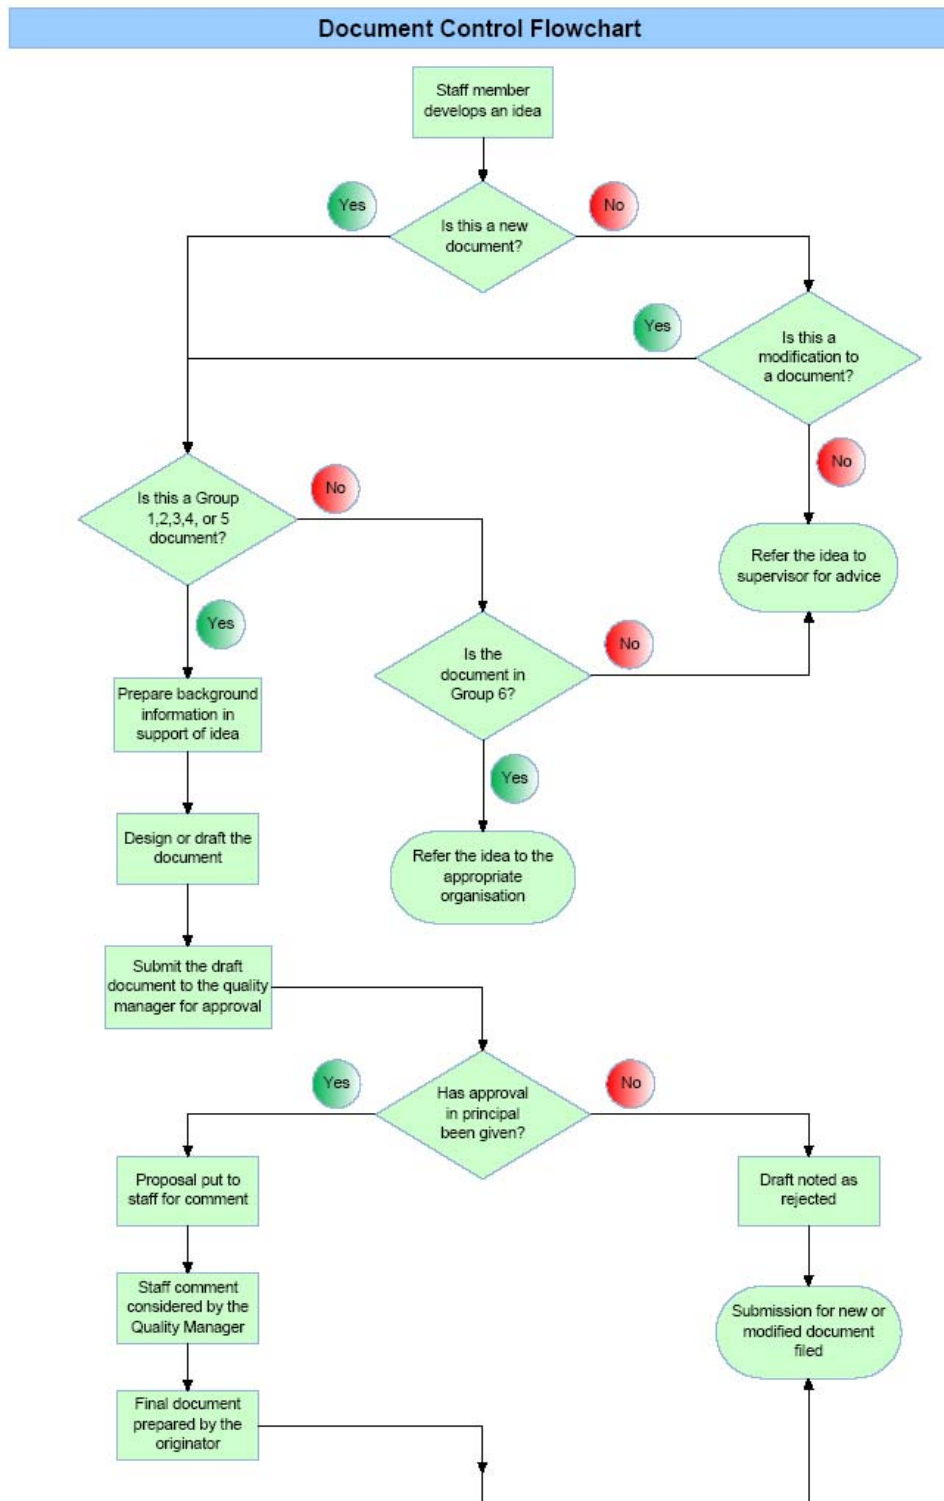 Document Control Flowchart
Staff member
develops an idea
Yes
No
Is this a new
document?
Yes
Is this a
modification to
a document?
No
No
Is this a Group
1,2,3,4, or 5
document?
Refer the idea to
supervisor for advice
Yes
No
Is the
document in
Group 6?
Prepare background
information in
support of idea
Yes
Design or draft the
document
Refer the idea to the
appropriate
organisation
Submit the draft
document to the quality
manager for approval
Yes
No
Has approval
in principal
been given?
Proposal put to
staff for comment
Draft noted as
rejected
Staff comment
considered by the
Quality Manager
Submission for new or
modified document
filed
Final document
prepared by the
originator